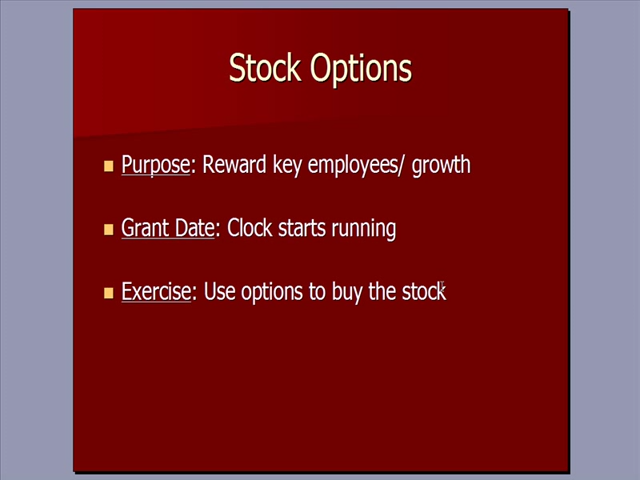 Stock Options
Purpose: Reward key employees/ growth
Grant Date: Clock starts running
Exercise: Use options to buy the stock